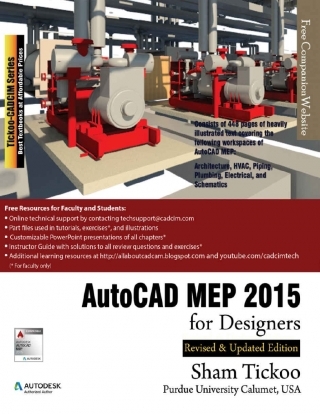 Tickoo-CADCIM Series
Best Textbooks at Affordable Prices
Free Companion Website
Consists of 448 pages of heavily
illustrated text covering the
following workspaces of
AutoCAD MEP:
Architecture, HVAC, Piping,
Plumbing, Electrical, and
Schematics
Free Resources for Faculty and Students:
• Online technical support by contacting techsupport@cadcim.com
• Part files used in tutorials, exercises*, and illustrations
• Customizable PowerPoint presentations of all chapters*
• Instructor Guide with solutions to all review questions and exercises*
• Additional learning resources at http://allaboutcadcam.blogspot.com and youtube.com/cadcimtech
(* For faculty only)
AutoCAD MEP 2015
for Designers
Revised & Updated Edition
Sham Tickoo
Purdue University Calumet, USA
AUTODESK
Authorized Author